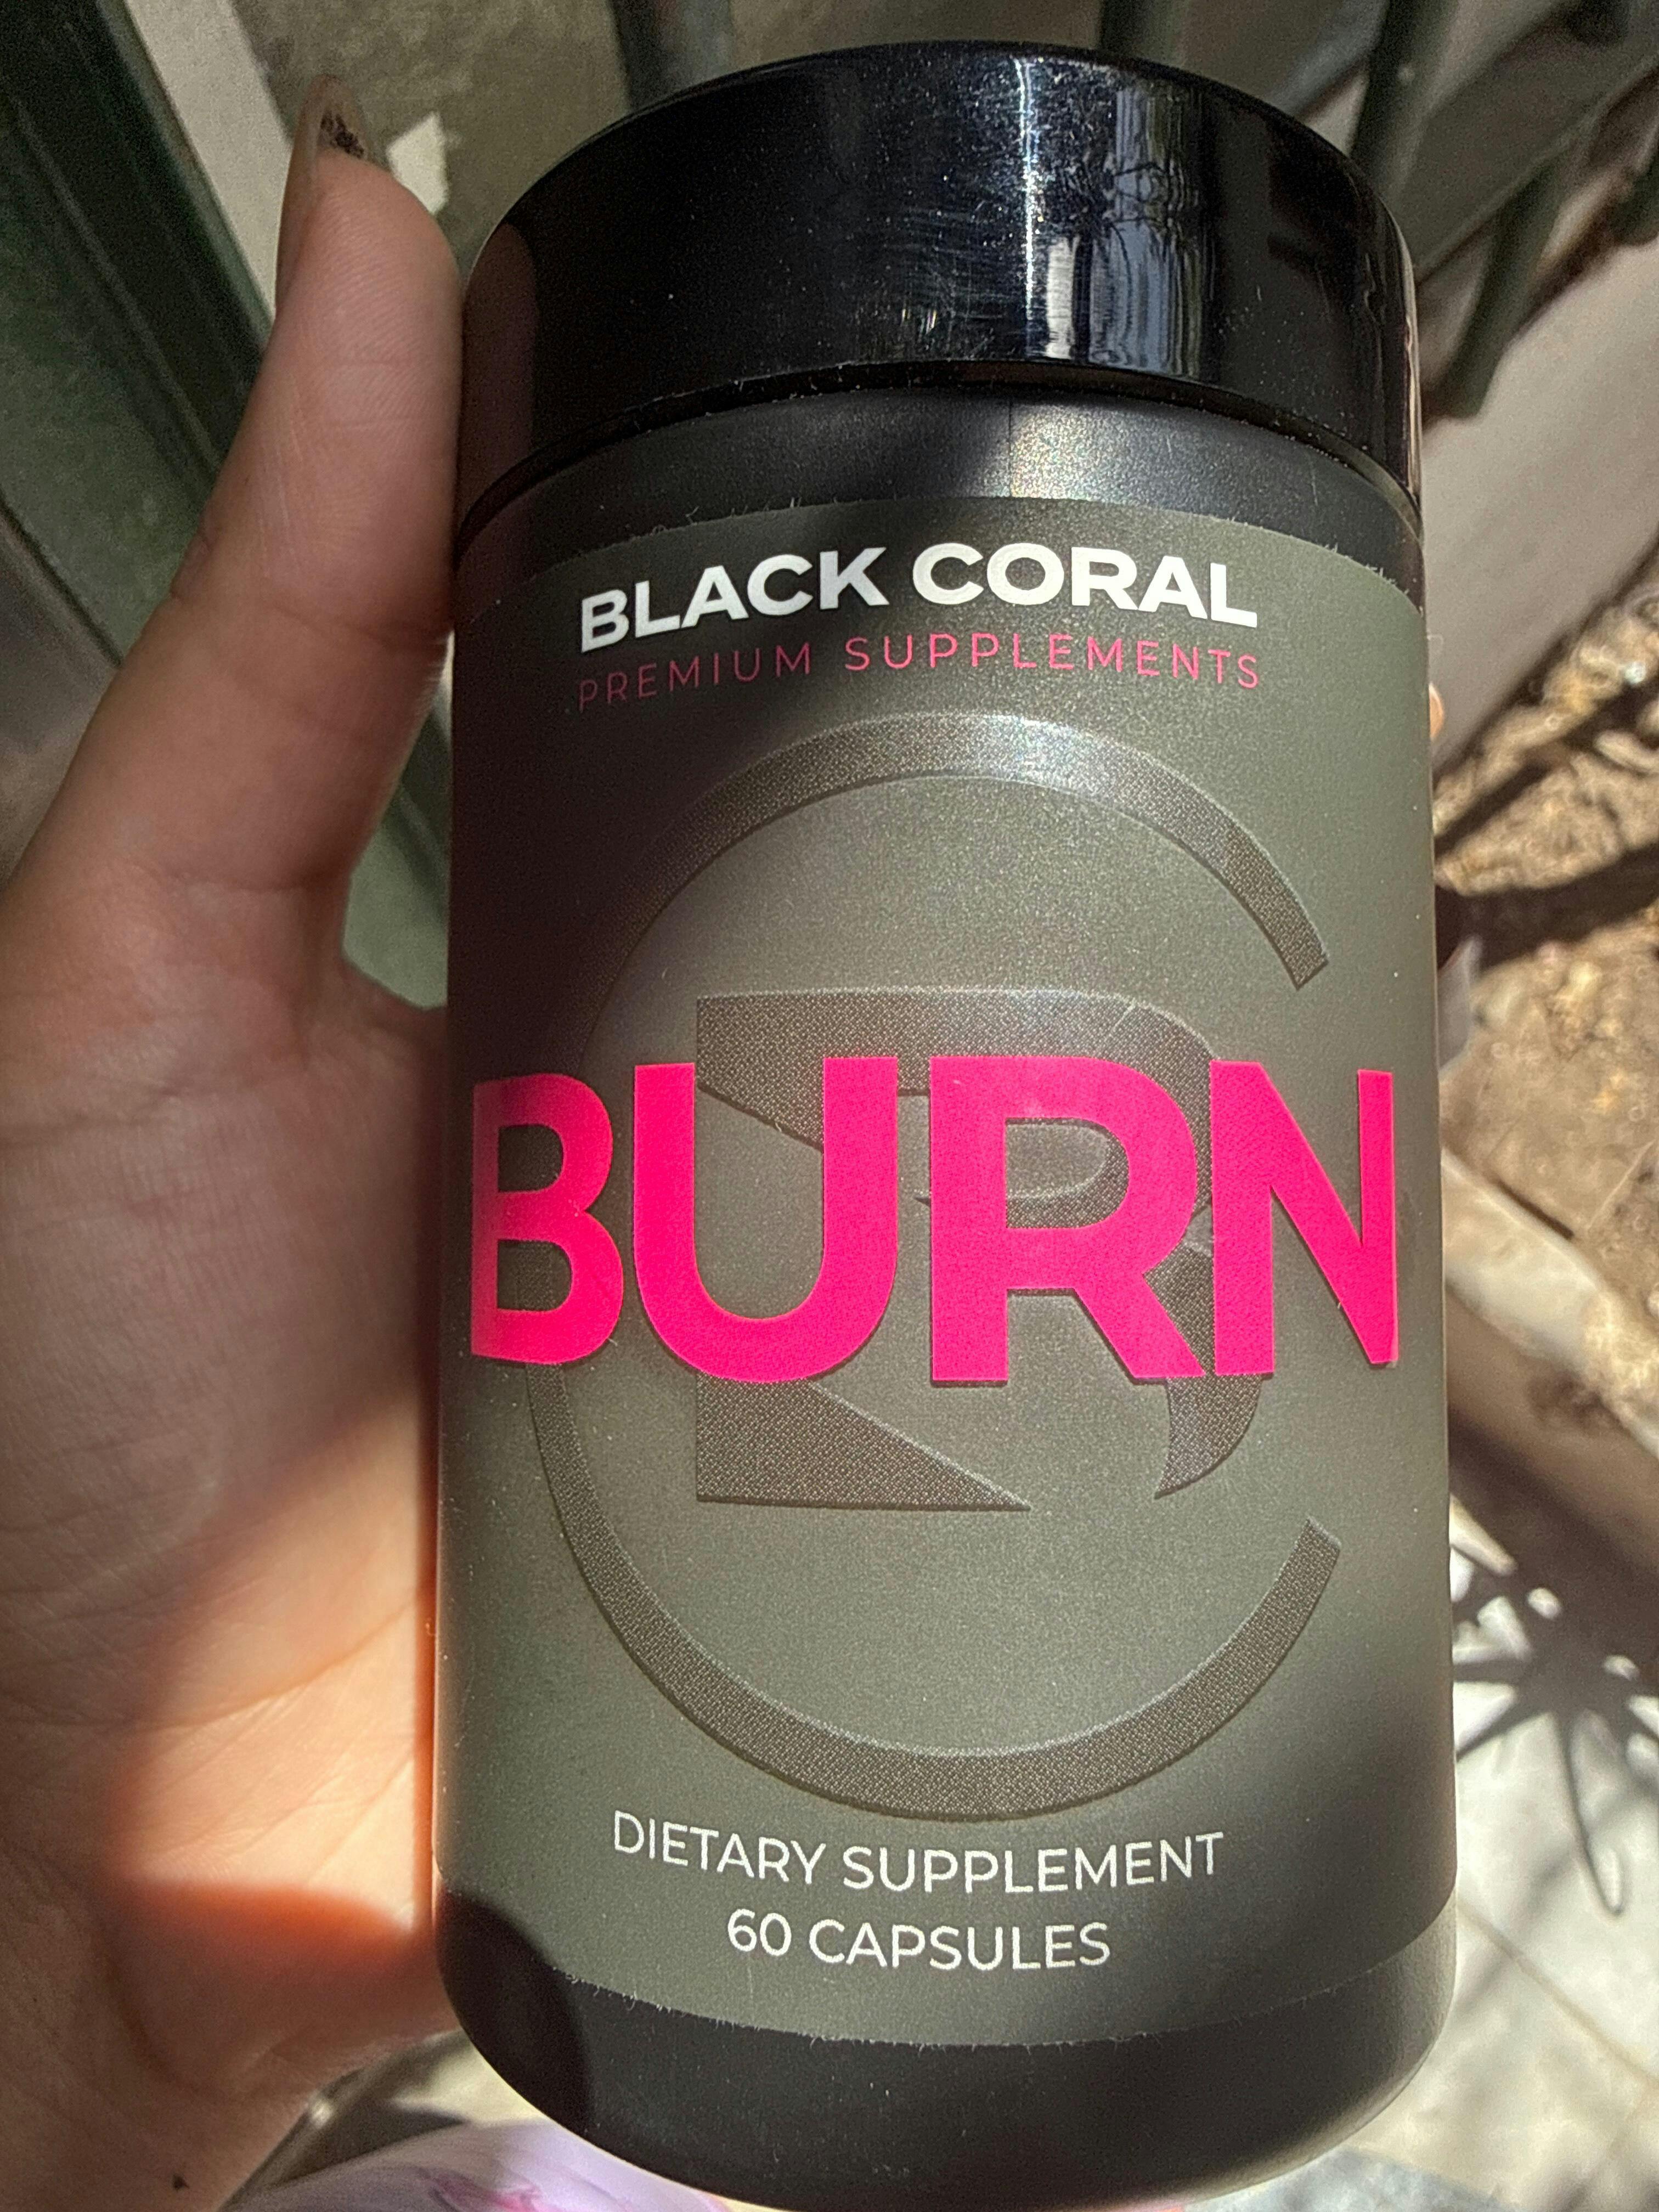 BLACK CORAL
PREMIUM SUPPLEMENTS
BURN
DIETARY SUPPLEMENT
60 CAPSULES